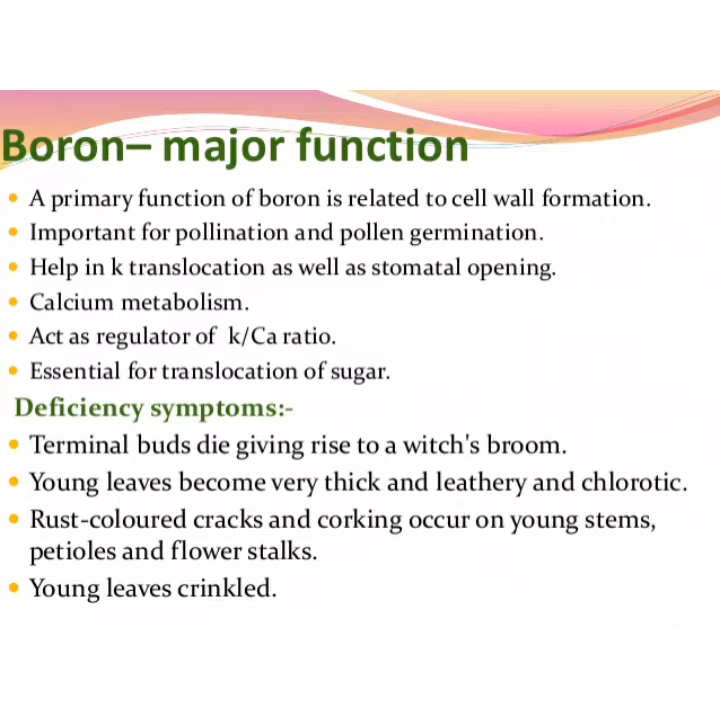 Boron– major function
• A primary function of boron is related to cell wall formation.
• Important for pollination and pollen germination.
• Help in k translocation as well as stomatal opening.
• Calcium metabolism.
• Act as regulator of k/Ca ratio.
• Essential for translocation of sugar.
Deficiency symptoms:-
• Terminal buds die giving rise to a witch's broom.
• Young leaves become very thick and leathery and chlorotic.
• Rust-coloured cracks and corking occur on young stems,
petioles and flower stalks.
• Young leaves crinkled.